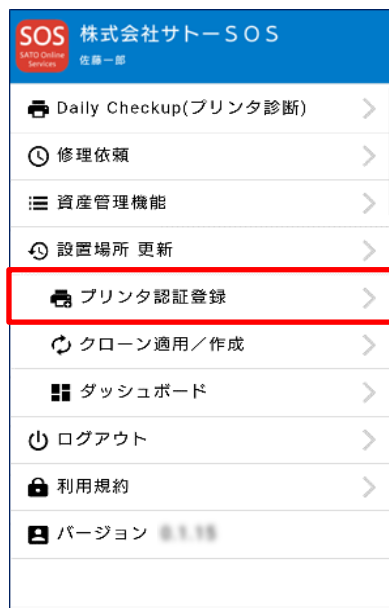 SOS
SATO Online
Services
株式会社サトーSOS
佐藤一郎
Daily Checkup(プリンタ診断)
修理依頼
資産管理機能
設置場所 更新
プリンタ認証登録
クローン適用／作成
ダッシュボード
ログアウト
利用規約
バージョン